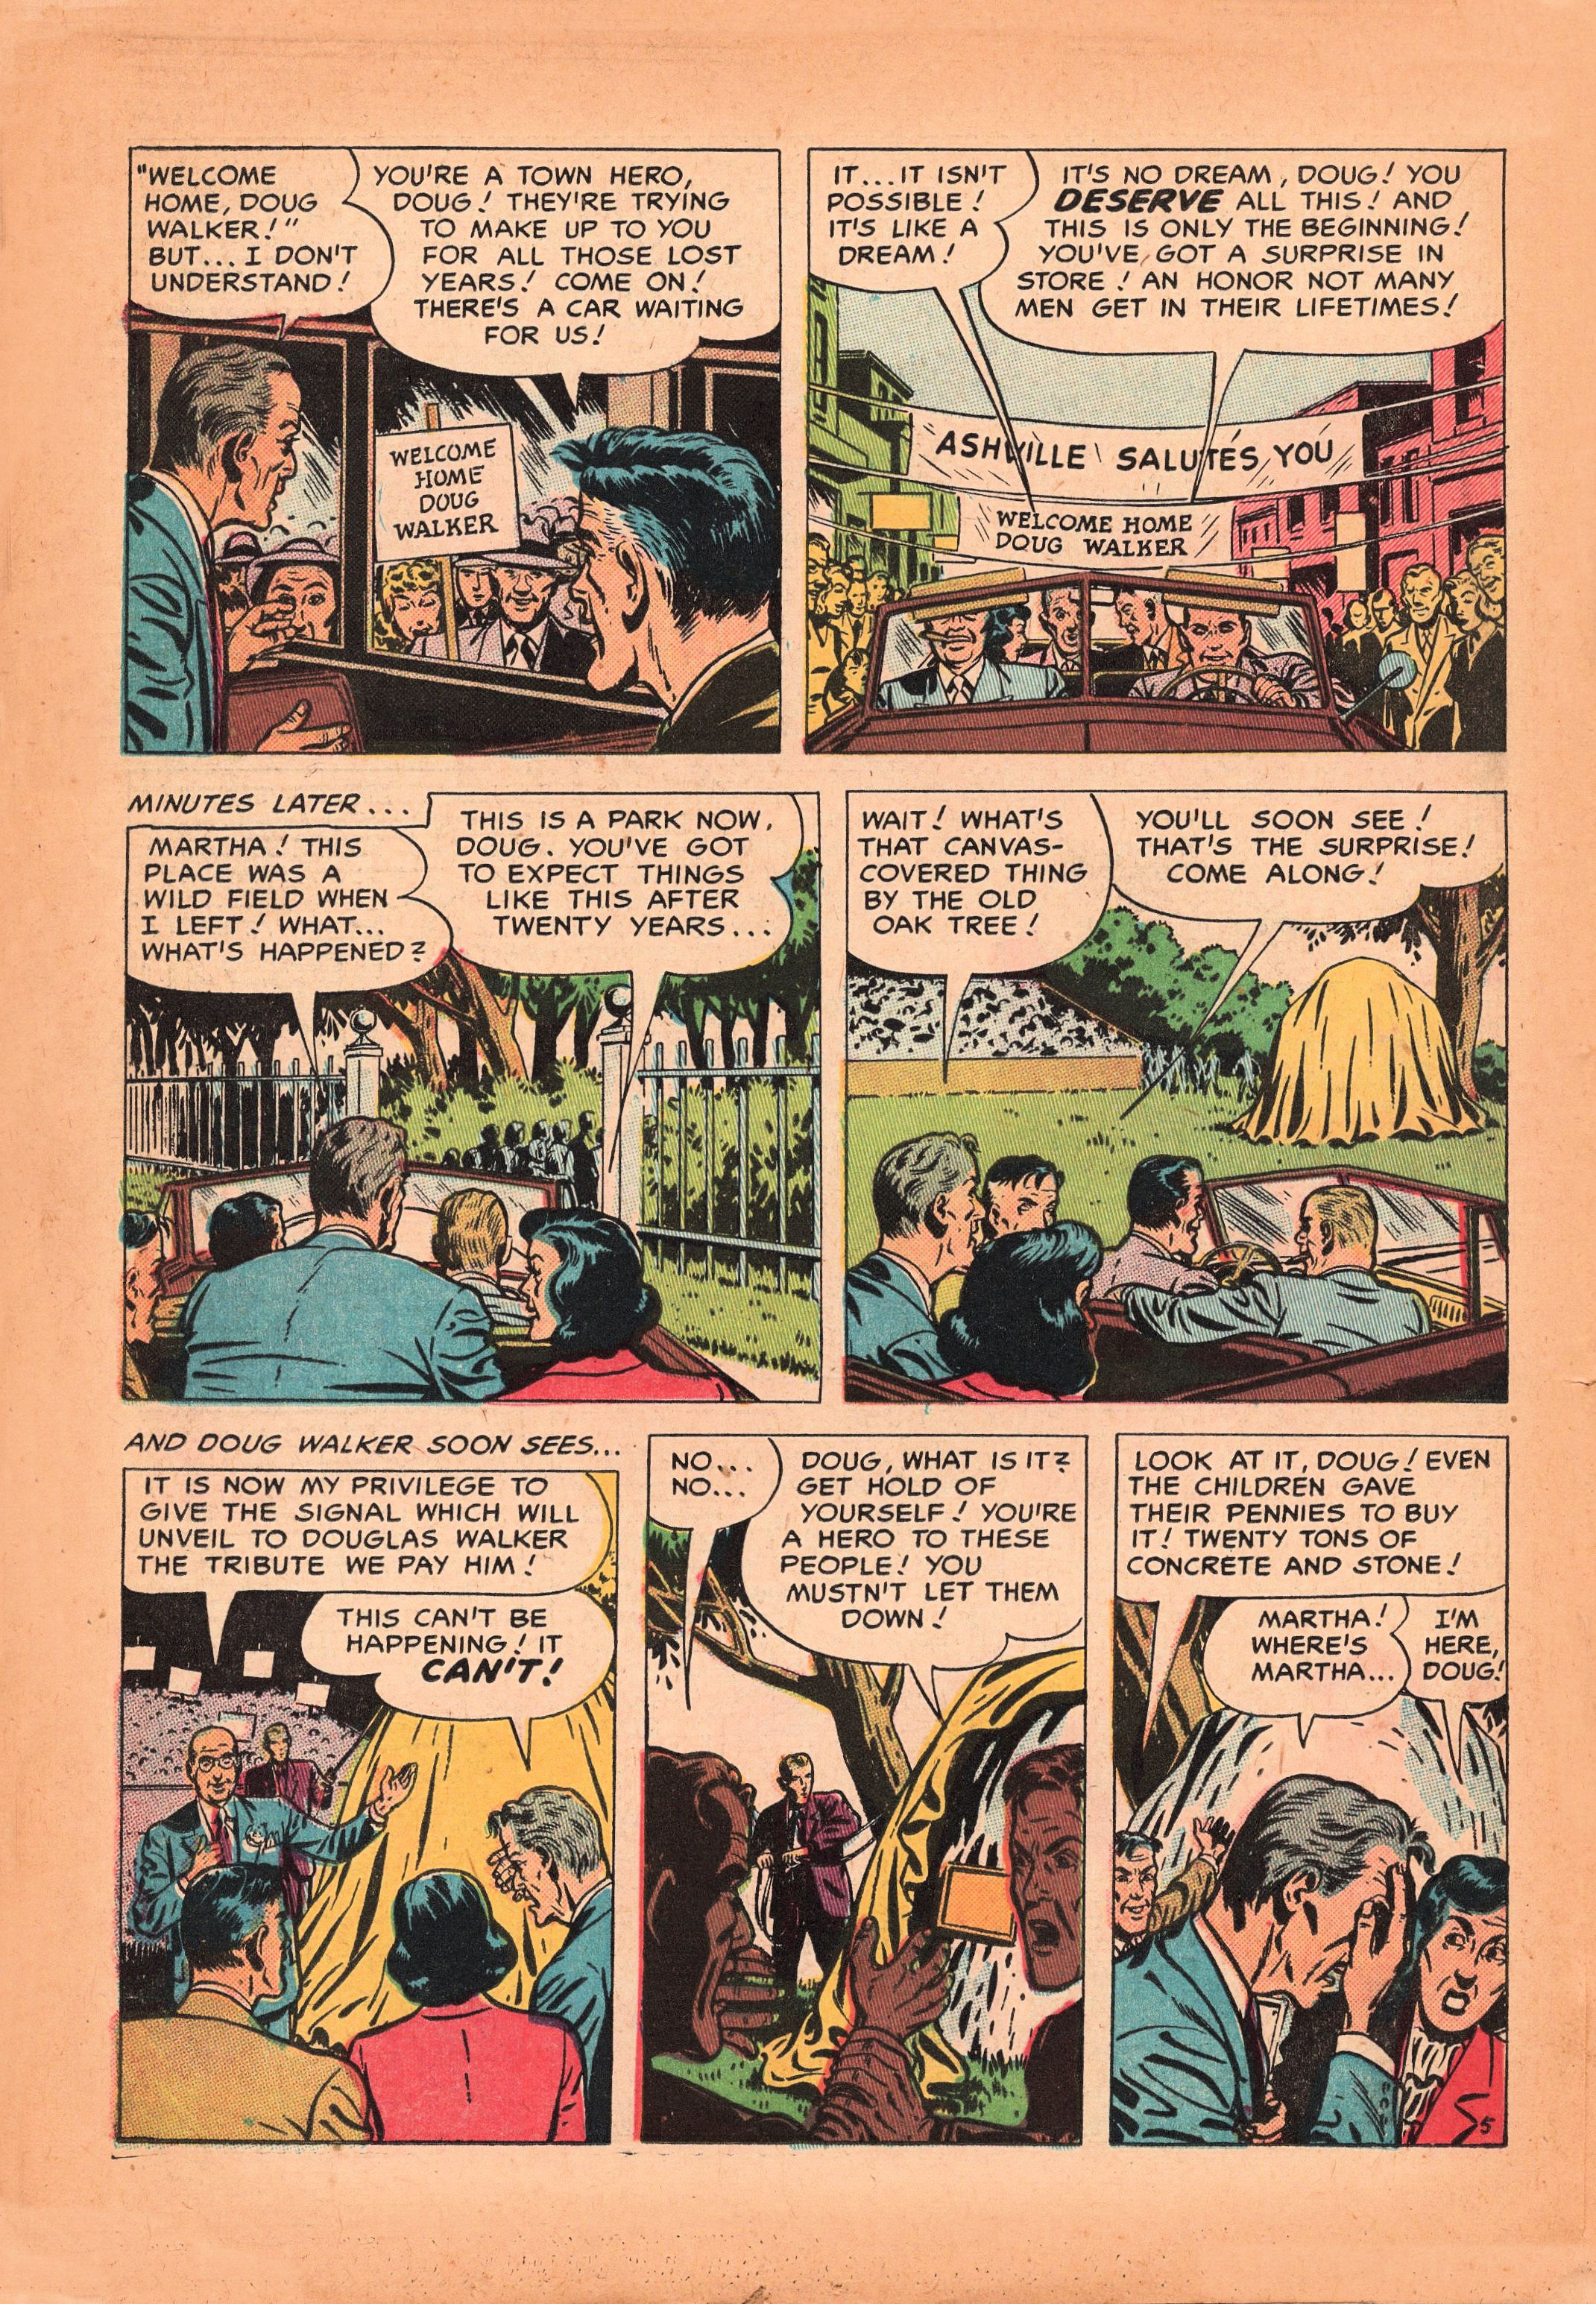 "WELCOME
HOME, DOUG
WALKER!"
BUT... I DON'T
UNDERSTAND!
YOU'RE A TOWN HERO,
DOUG! THEY'RE TRYING
TO MAKE UP TO YOU
FOR ALL THOSE LOST
YEARS! COME ON!
THERE'S A CAR WAITING
FOR US!
WELCOME
HOME
DOUG
WALKER
IT...IT ISN'T
POSSIBLE!
IT'S LIKE A
DREAM!
IT'S NO DREAM, DOUG! YOU
DESERVE ALL THIS! AND
THIS IS ONLY THE BEGINNING!
YOU'VE GOT A SURPRISE IN
STORE! AN HONOR NOT MANY
MEN GET IN THEIR LIFETIMES!
ASHVILLE SALUTES YOU
WELCOME HOME
DOUG WALKER
MINUTES LATER...
MARTHA! THIS
PLACE WAS A
WILD FIELD WHEN
I LEFT! WHAT...
WHAT'S HAPPENED?
THIS IS A PARK NOW,
DOUG. YOU'VE GOT
TO EXPECT THINGS
LIKE THIS AFTER
TWENTY YEARS...
WAIT! WHAT'S
THAT CANVAS-
COVERED THING
BY THE OLD
OAK TREE!
YOU'LL SOON SEE!
THAT'S THE SURPRISE!
COME ALONG!
AND DOUG WALKER SOON SEES...
IT IS NOW MY PRIVILEGE TO
GIVE THE SIGNAL WHICH WILL
UNVEIL TO DOUGLAS WALKER
THE TRIBUTE WE PAY HIM!
THIS CAN'T BE
HAPPENING! IT
CAN'T!
NO...
NO...
DOUG, WHAT IS IT?
GET HOLD OF
YOURSELF! YOU'RE
A HERO TO THESE
PEOPLE! YOU
MUSTN'T LET THEM
DOWN!
LOOK AT IT, DOUG! EVEN
THE CHILDREN GAVE
THEIR PENNIES TO BUY
IT! TWENTY TONS OF
CONCRETE AND STONE!
MARTHA!
WHERE'S
MARTHA...
I'M
HERE,
DOUG!
5